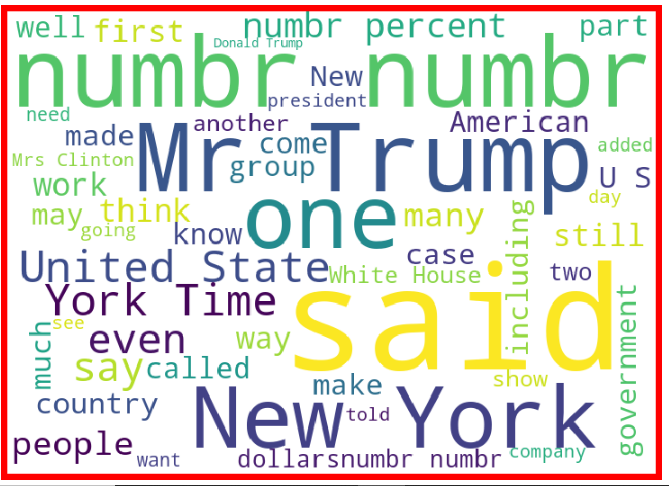 well first numbr percent part
Donald Trump
numbr numbr
New
president
need another American
made Mr Trump come added
Mrs Clinton group U S
work day
may think one many
going know still
case
United State White House two
including
York Time said
see even way government
much say called
make show
country New York
told
people company
want dollarsnumbr numbr